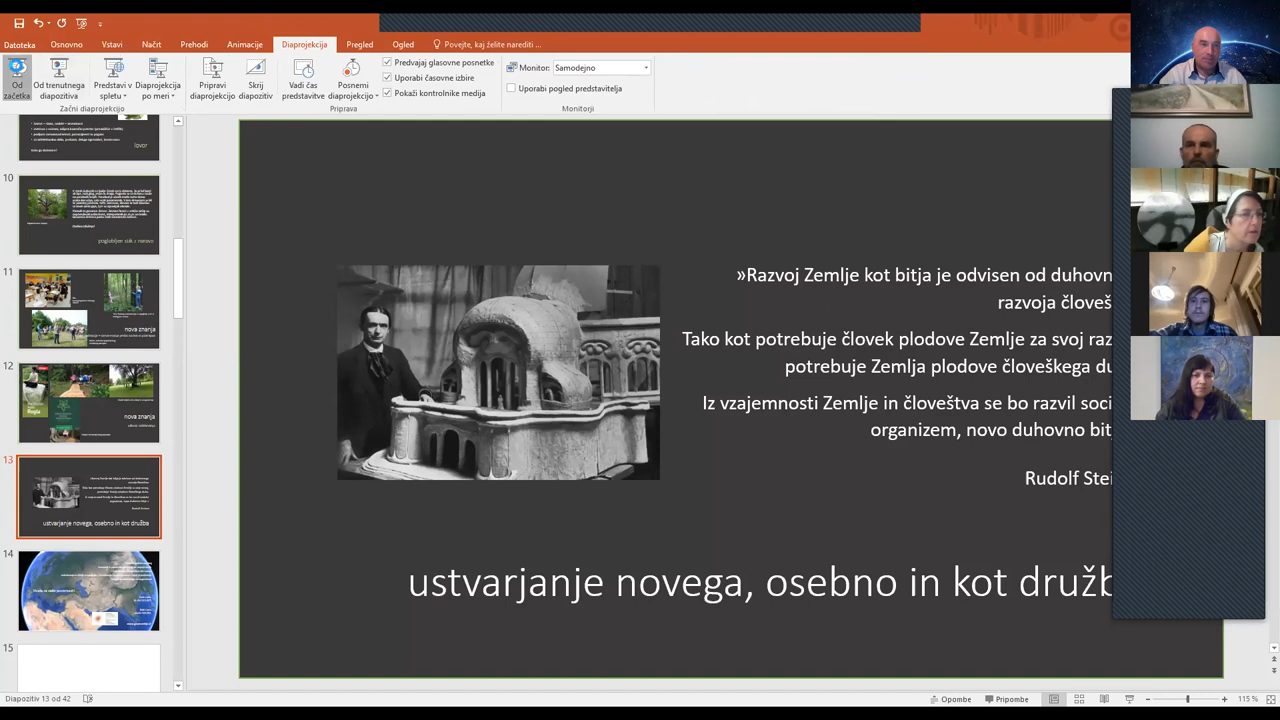 Datoteka Osnovno Vstavi Načrt Prehodi Animacije Diaprojekcija Pregled Ogled Povejte, kaj želite narediti ...
Od začetka
Od trenutnega diapozitiva
Predstavi v spletu
Diaprojekcija po meri
Začni diaprojekcijo
Pripravi diaprojekcijo
Skrij diapozitiv
Vadi čas predstavitve
Posnemi diaprojekcijo
Predvajaj glasovne posnetke
Uporabi časovne izbire
Pokaži kontrolnike medija
Priprava
Monitor: Samodejno
Uporabi pogled predstavitelja
Monitorji
lovor
10
poglobljen stik z naravo
11
nova znanja
12
nova znanja
13
ustvarjanje novega, osebno in kot družba
14
15
»Razvoj Zemlje kot bitja je odvisen od duhovn
razvoja človeš
Tako kot potrebuje človek plodove Zemlje za svoj raz
potrebuje Zemlja plodove človeškega du
Iz vzajemnosti Zemlje in človeštva se bo razvil soci
organizem, novo duhovno bit
Rudolf Stei
ustvarjanje novega, osebno in kot družb
Diapozitiv 13 od 42
Opombe
Pripombe
115 %